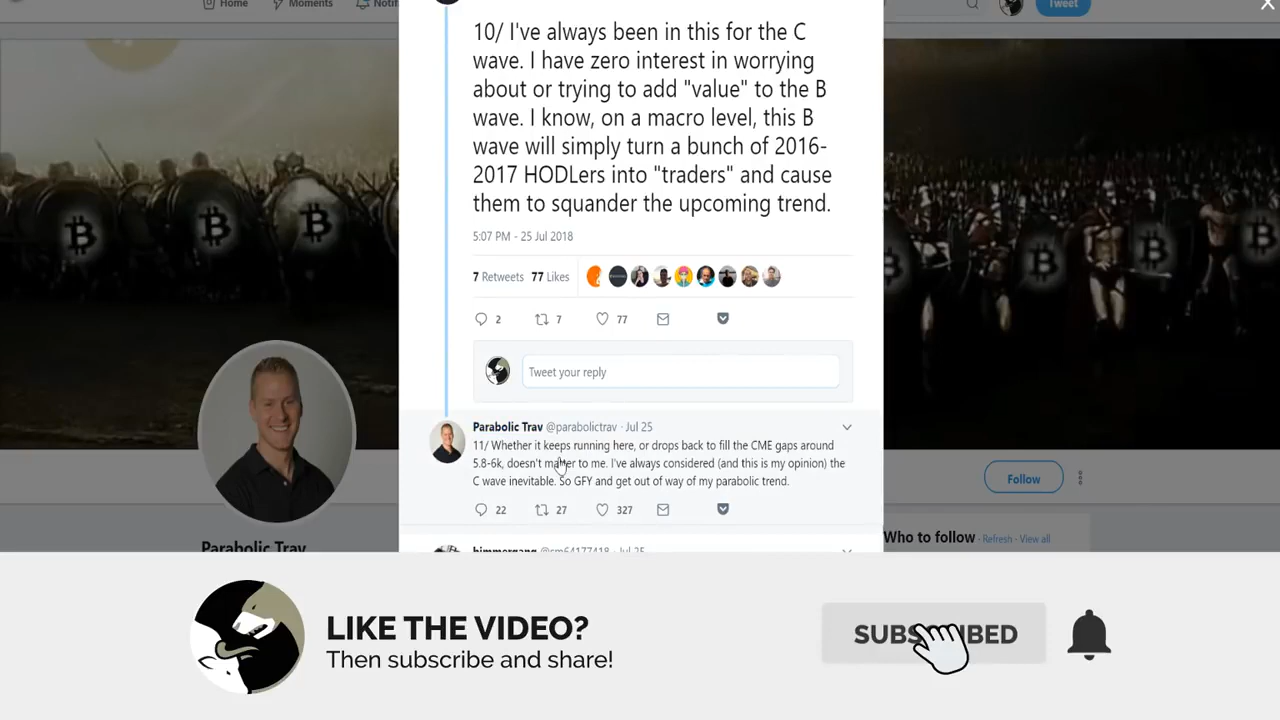 Home
Moments
Tweet
X
10/ I've always been in this for the C
wave. I have zero interest in worrying
about or trying to add "value" to the B
wave. I know, on a macro level, this B
wave will simply turn a bunch of 2016-
2017 HODLers into "traders" and cause
them to squander the upcoming trend.
5:07 PM - 25 Jul 2018
7 Retweets 77 Likes
2 7 77
Tweet your reply
Parabolic Trav @parabolictrav · Jul 25
11/ Whether it keeps running here, or drops back to fill the CME gaps around
5.8-6k, doesn't matter to me. I've always considered (and this is my opinion) the
C wave inevitable. So GFY and get out of way of my parabolic trend.
22 27 327
Follow
Parabolic Trav
Who to follow · Refresh · View all
himmergang @sm64177418 · Jul 25
LIKE THE VIDEO?
Then subscribe and share!
SUBSCRIBED